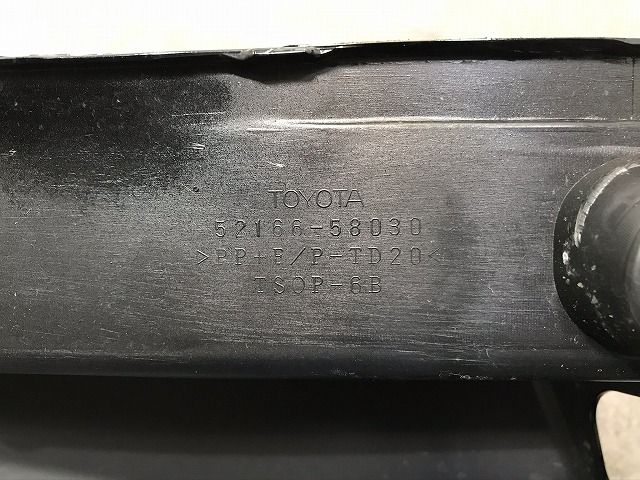 TOYOTA
52166-58030
>PP+E/P-TD20<
TSOP-6B